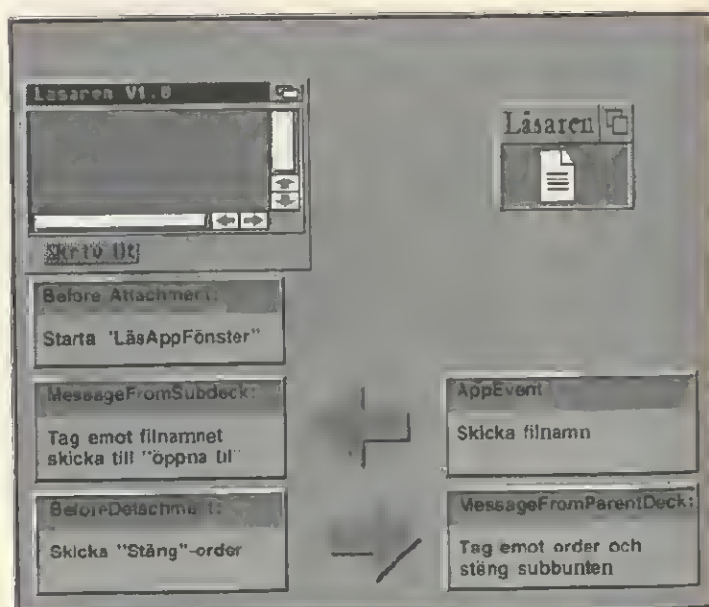 Läsaren V1.0
Skriv Ut
Before Attachment:
Starta "LäsAppFönster"
MessageFromSubdeck:
Tag emot filnamnet
skicka till "öppna fil"
BeforeDetachment:
Skicka "Stäng"-order
Läsaren
AppEvent
Skicka filnamn
MessageFromParentDeck:
Tag emot order och
stäng subbunten